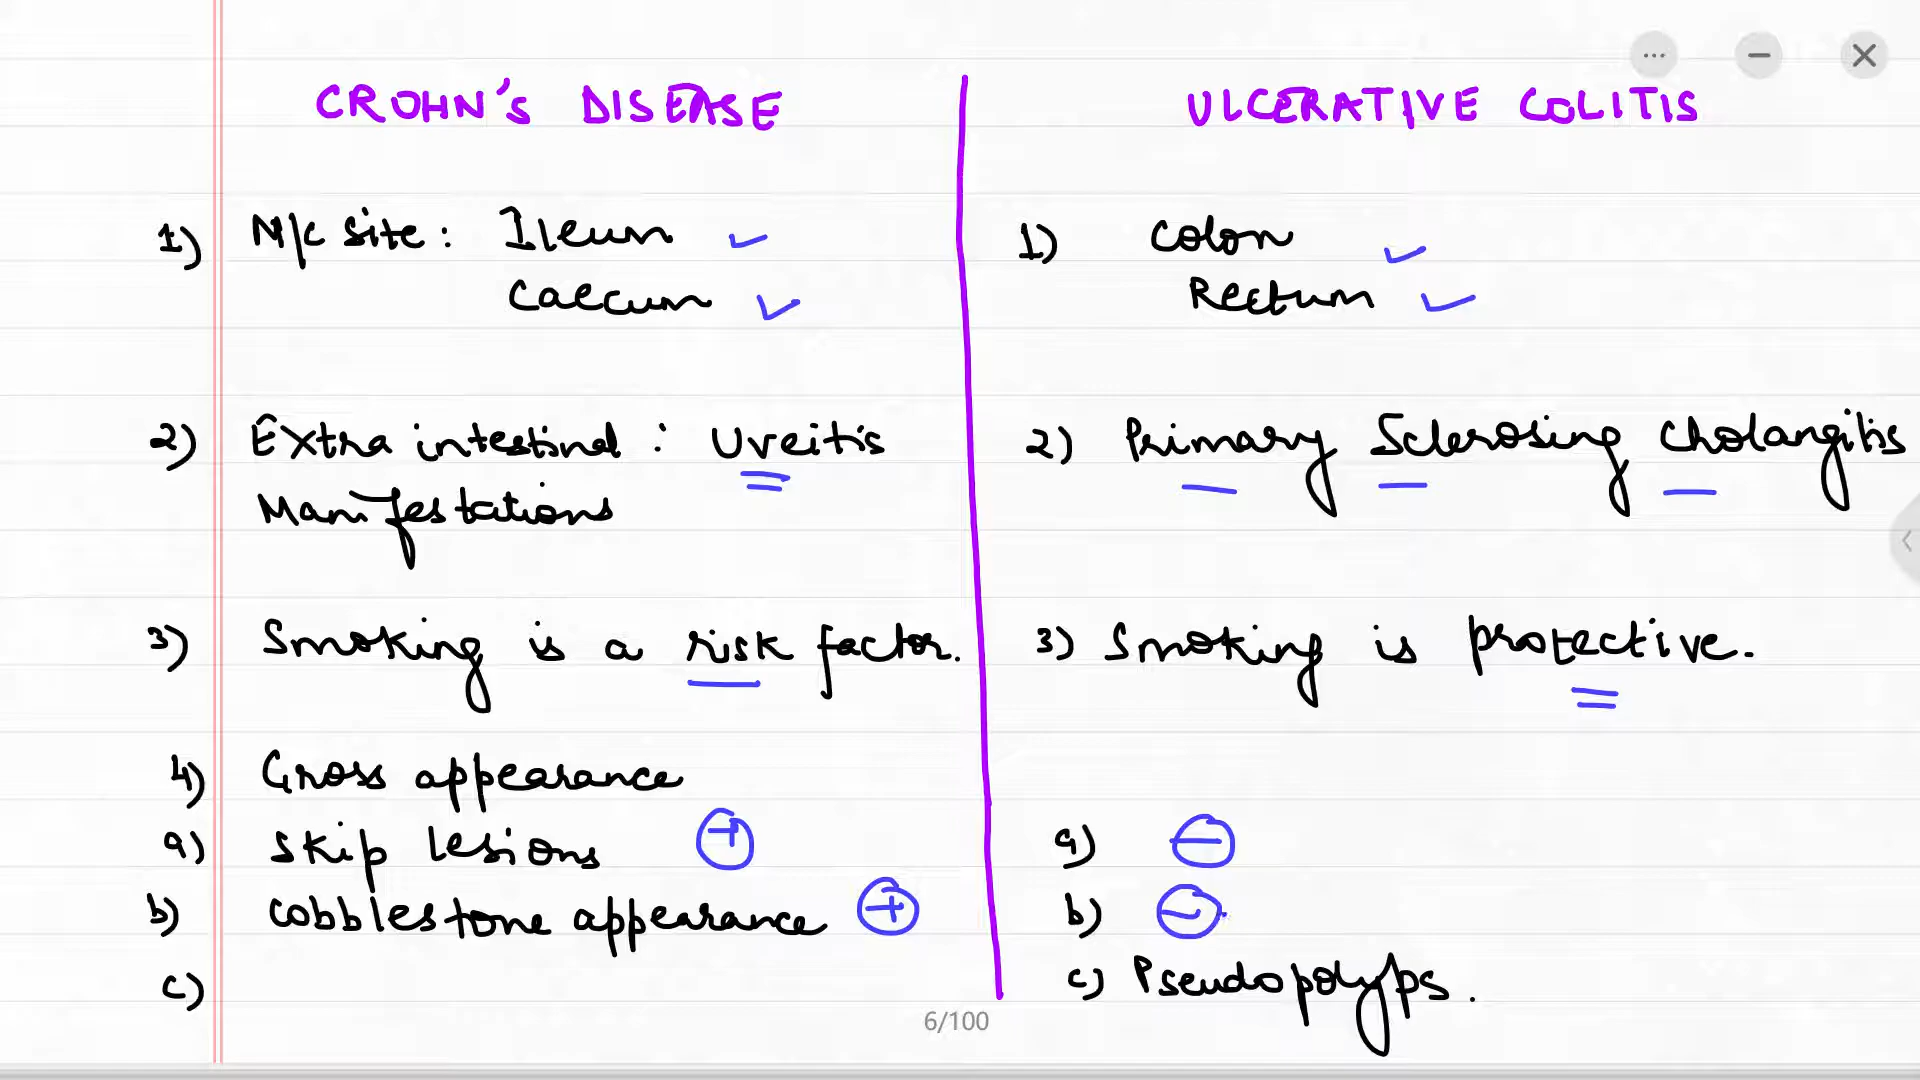 CROHN'S DISEASE
1) M/C Site: Ileum
Caecum
2) Extra intestinal: Uveitis
Manifestations
3) Smoking is a risk factor.
4) Gross appearance
a) Skip lesions +
b) Cobblestone appearance +
c)
ULCERATIVE COLITIS
1) Colon
Rectum
2) Primary Sclerosing Cholangitis
3) Smoking is protective.
a) −
b) −
c) Pseudopolyps.
6/100